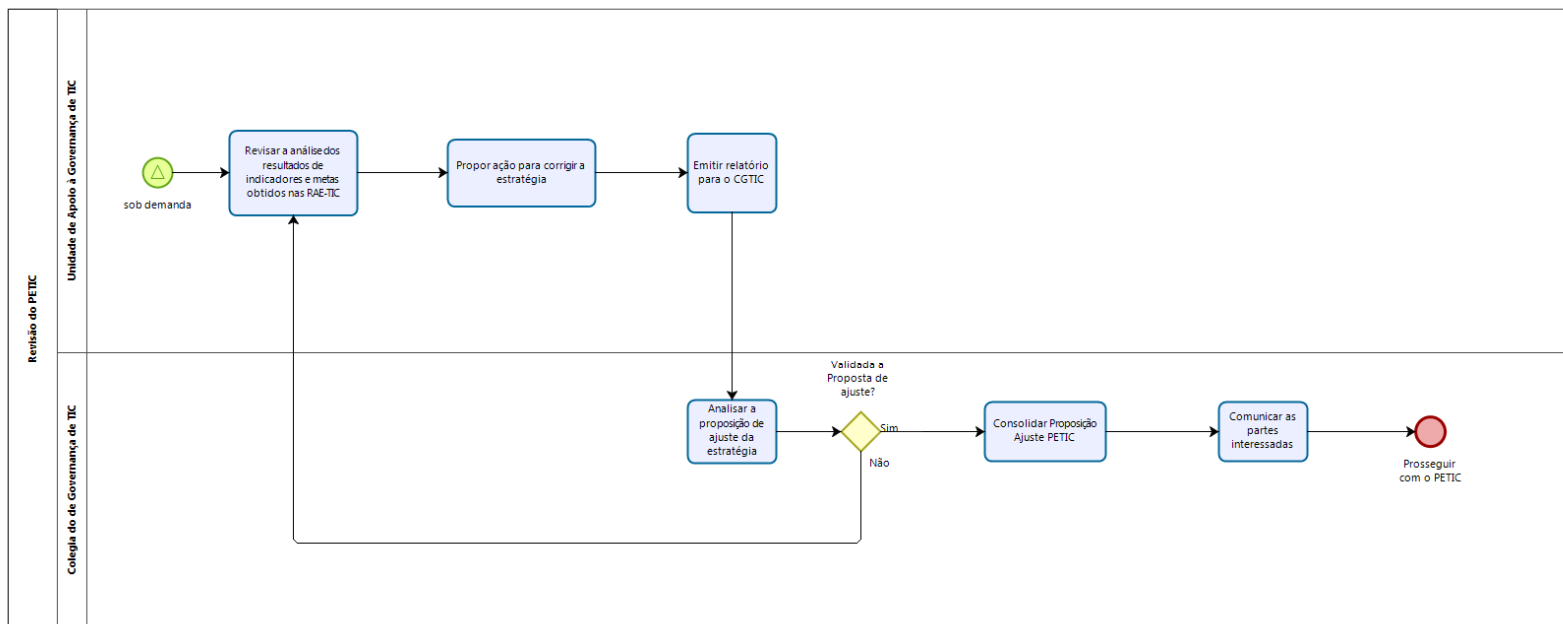 Revisão do PETIC
Unidade de Apoio à Governança de TIC
sob demanda
Revisar a análise dos
resultados de
indicadores e metas
obtidos nas RAE-TIC
Propor ação para corrigir a
estratégia
Emitir relatório
para o CGTIC
Colegia do de Governança de TIC
Analisar a
proposição de
ajuste da
estratégia
Validada a
Proposta de
ajuste?
Sim
Não
Consolidar Proposição
Ajuste PETIC
Comunicar as
partes
interessadas
Prosseguir
com o PETIC